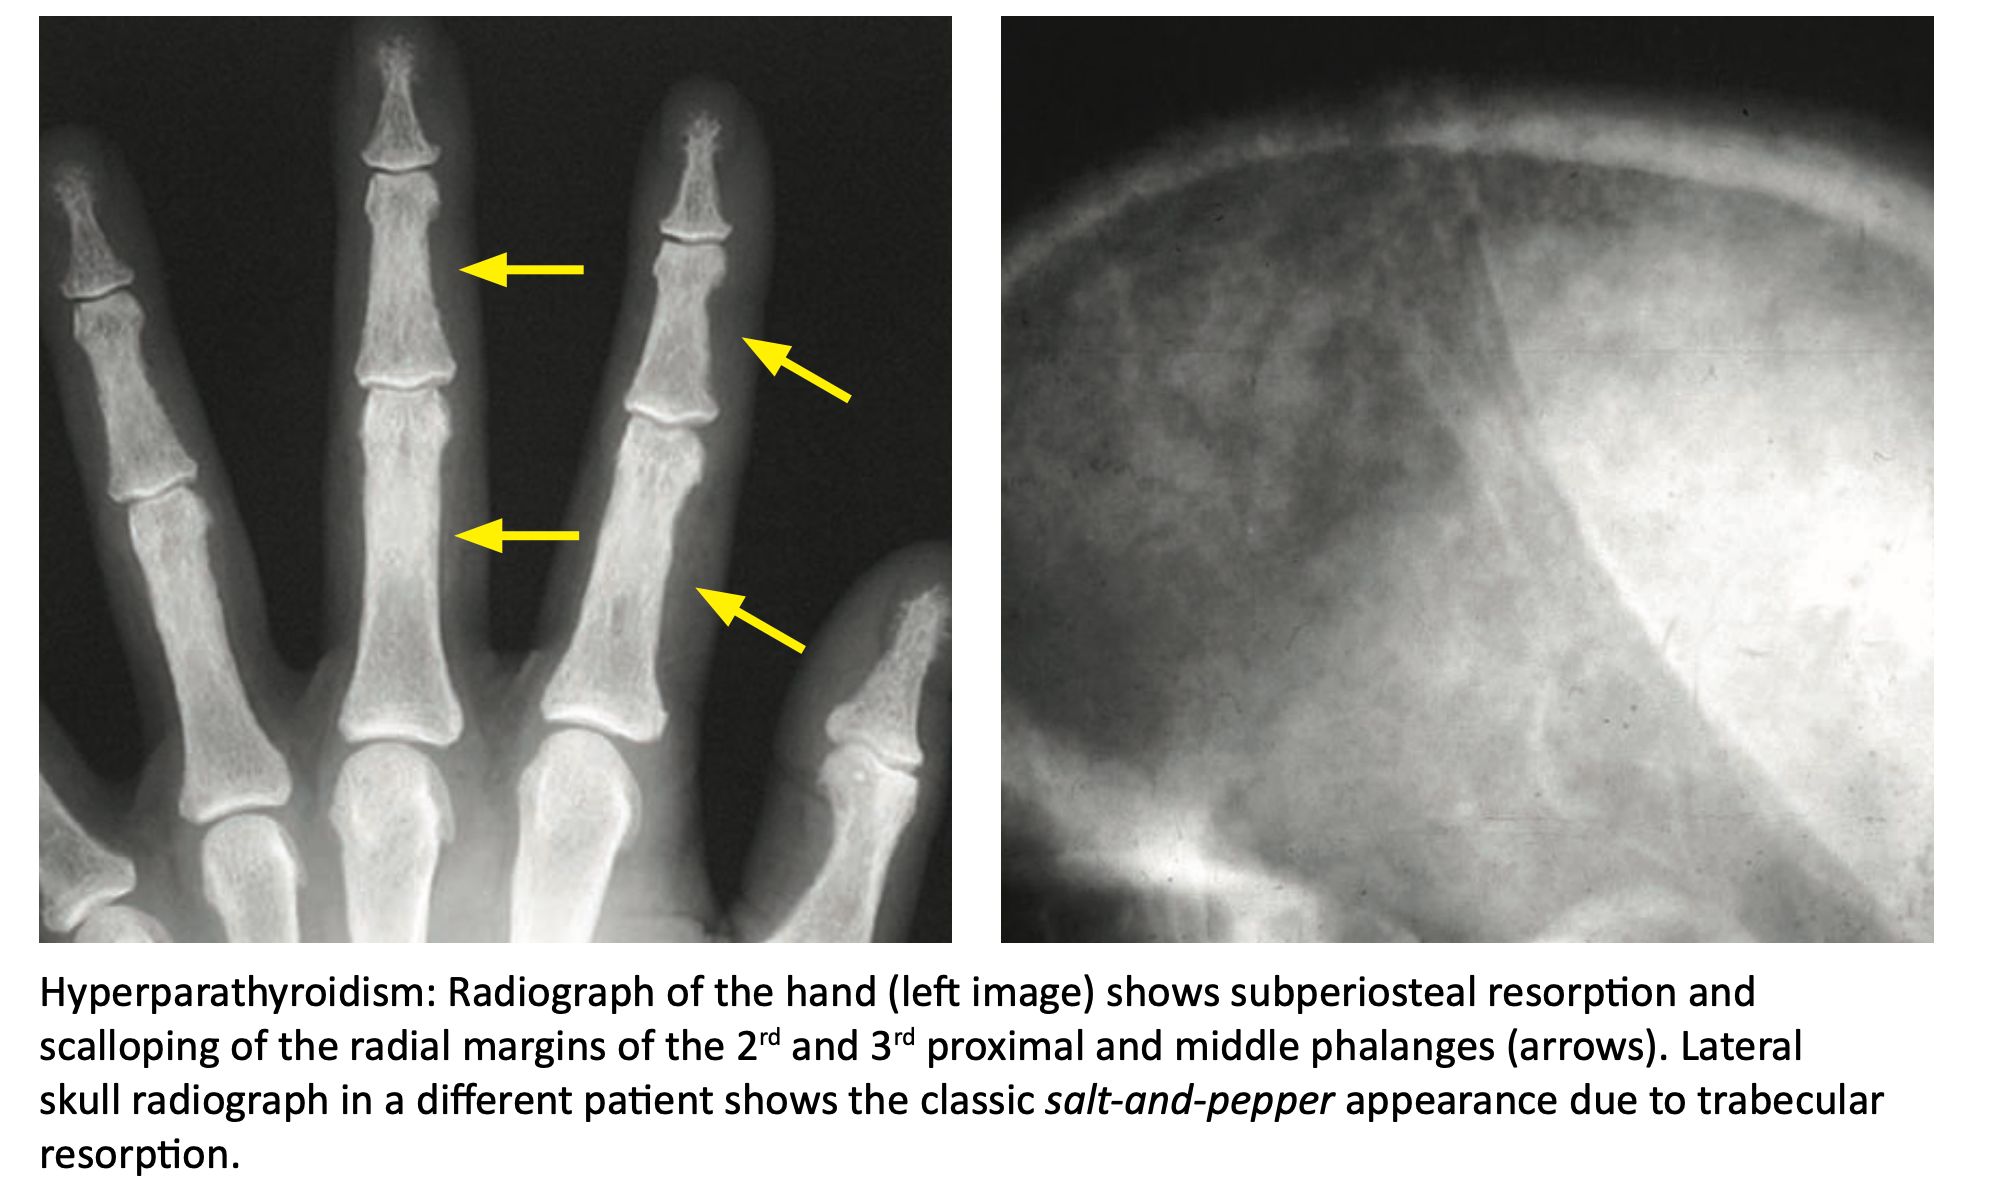 Hyperparathyroidism: Radiograph of the hand (left image) shows subperiosteal resorption and
scalloping of the radial margins of the 2rd and 3rd proximal and middle phalanges (arrows). Lateral
skull radiograph in a different patient shows the classic salt-and-pepper appearance due to trabecular
resorption.